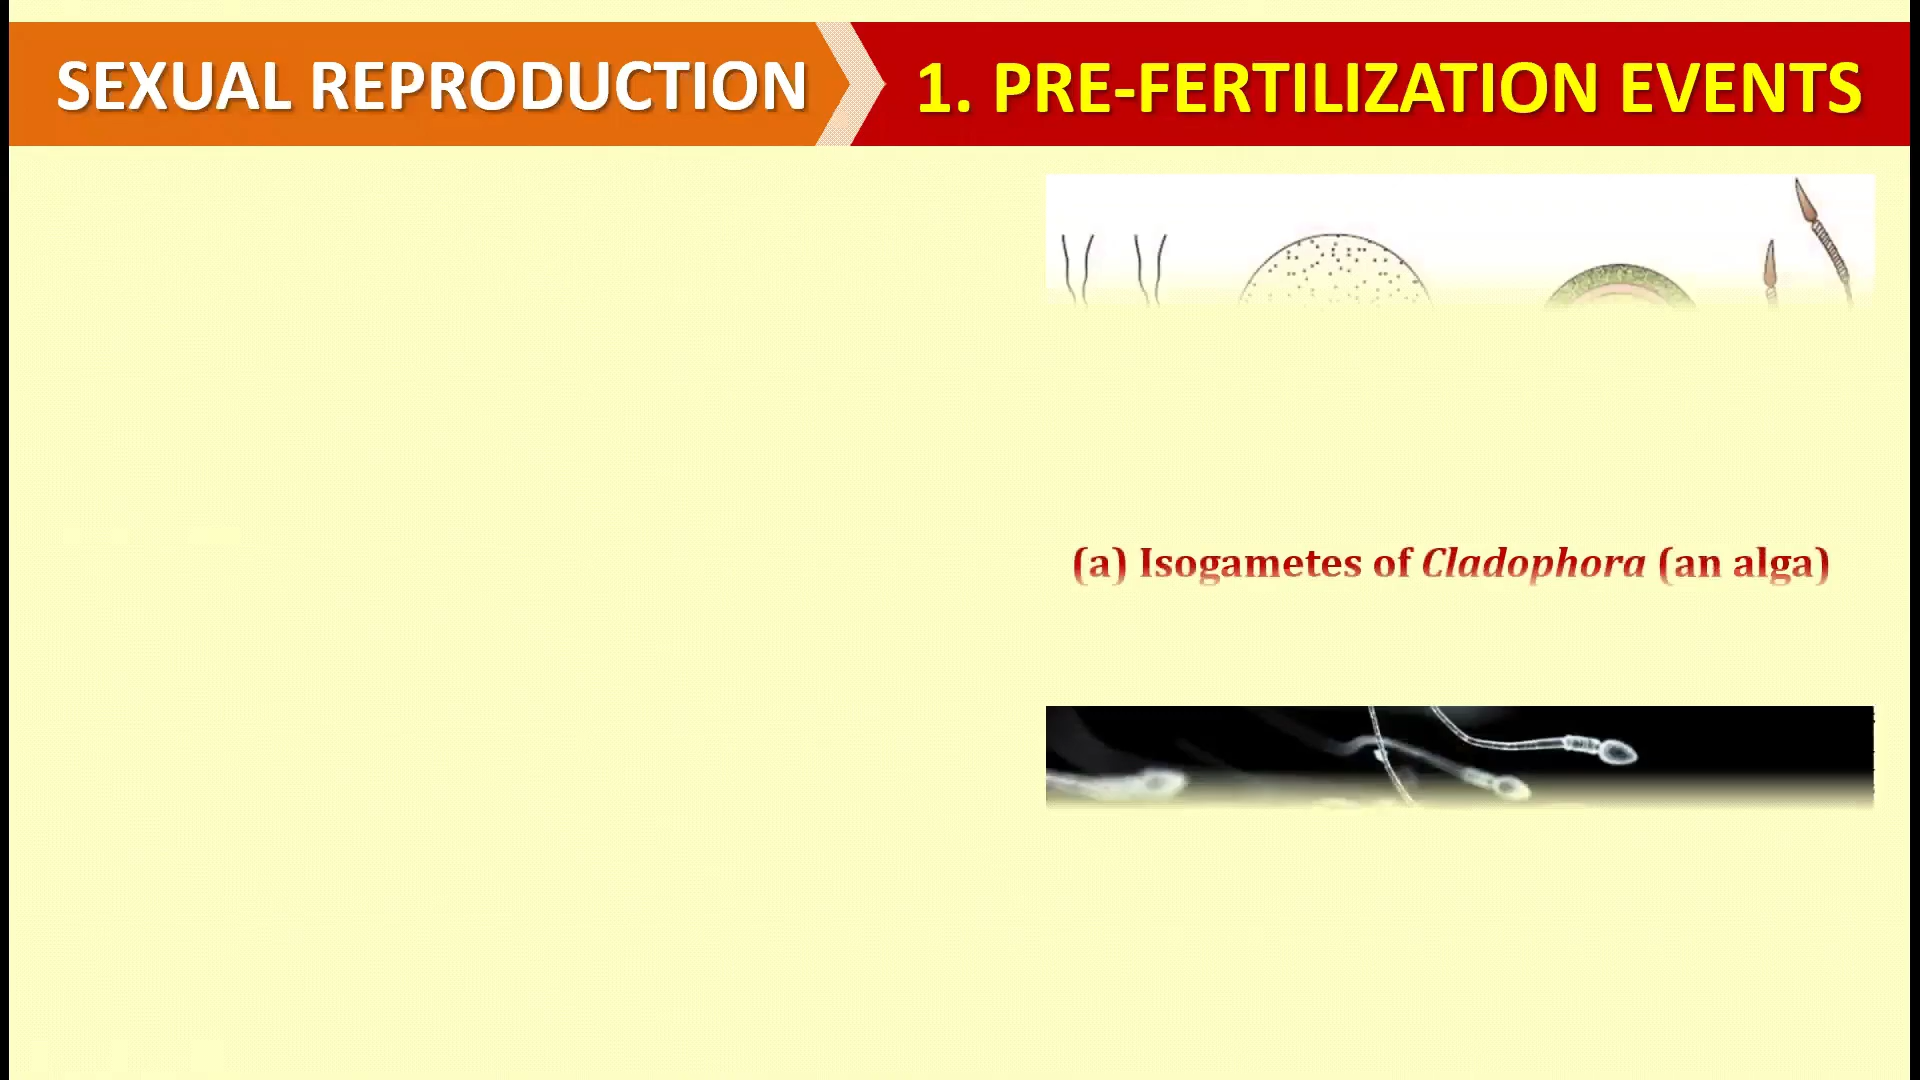 SEXUAL REPRODUCTION
1. PRE-FERTILIZATION EVENTS
(a) Isogametes of Cladophora (an alga)